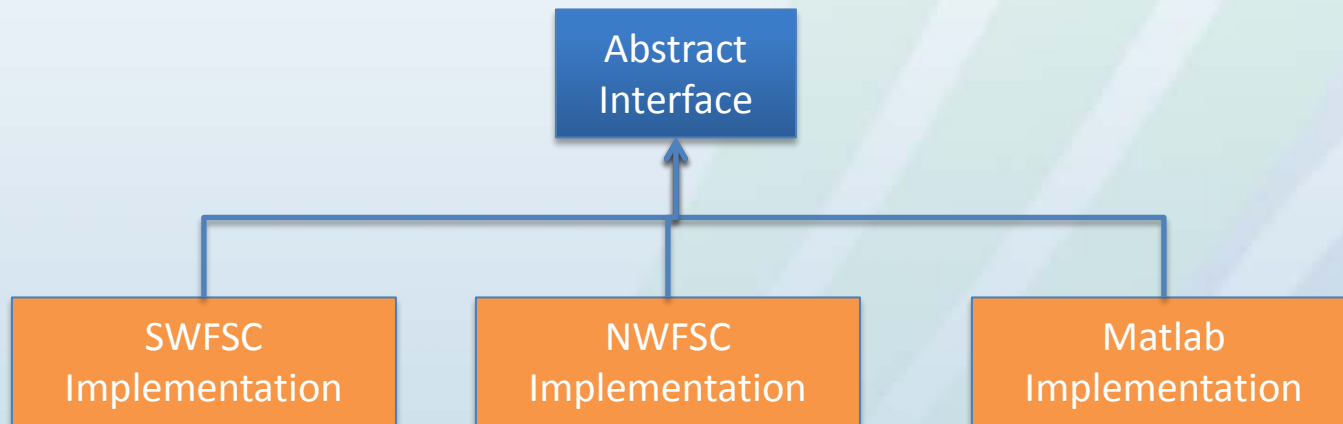 Abstract
Interface
SWFSC
Implementation
NWFSC
Implementation
Matlab
Implementation